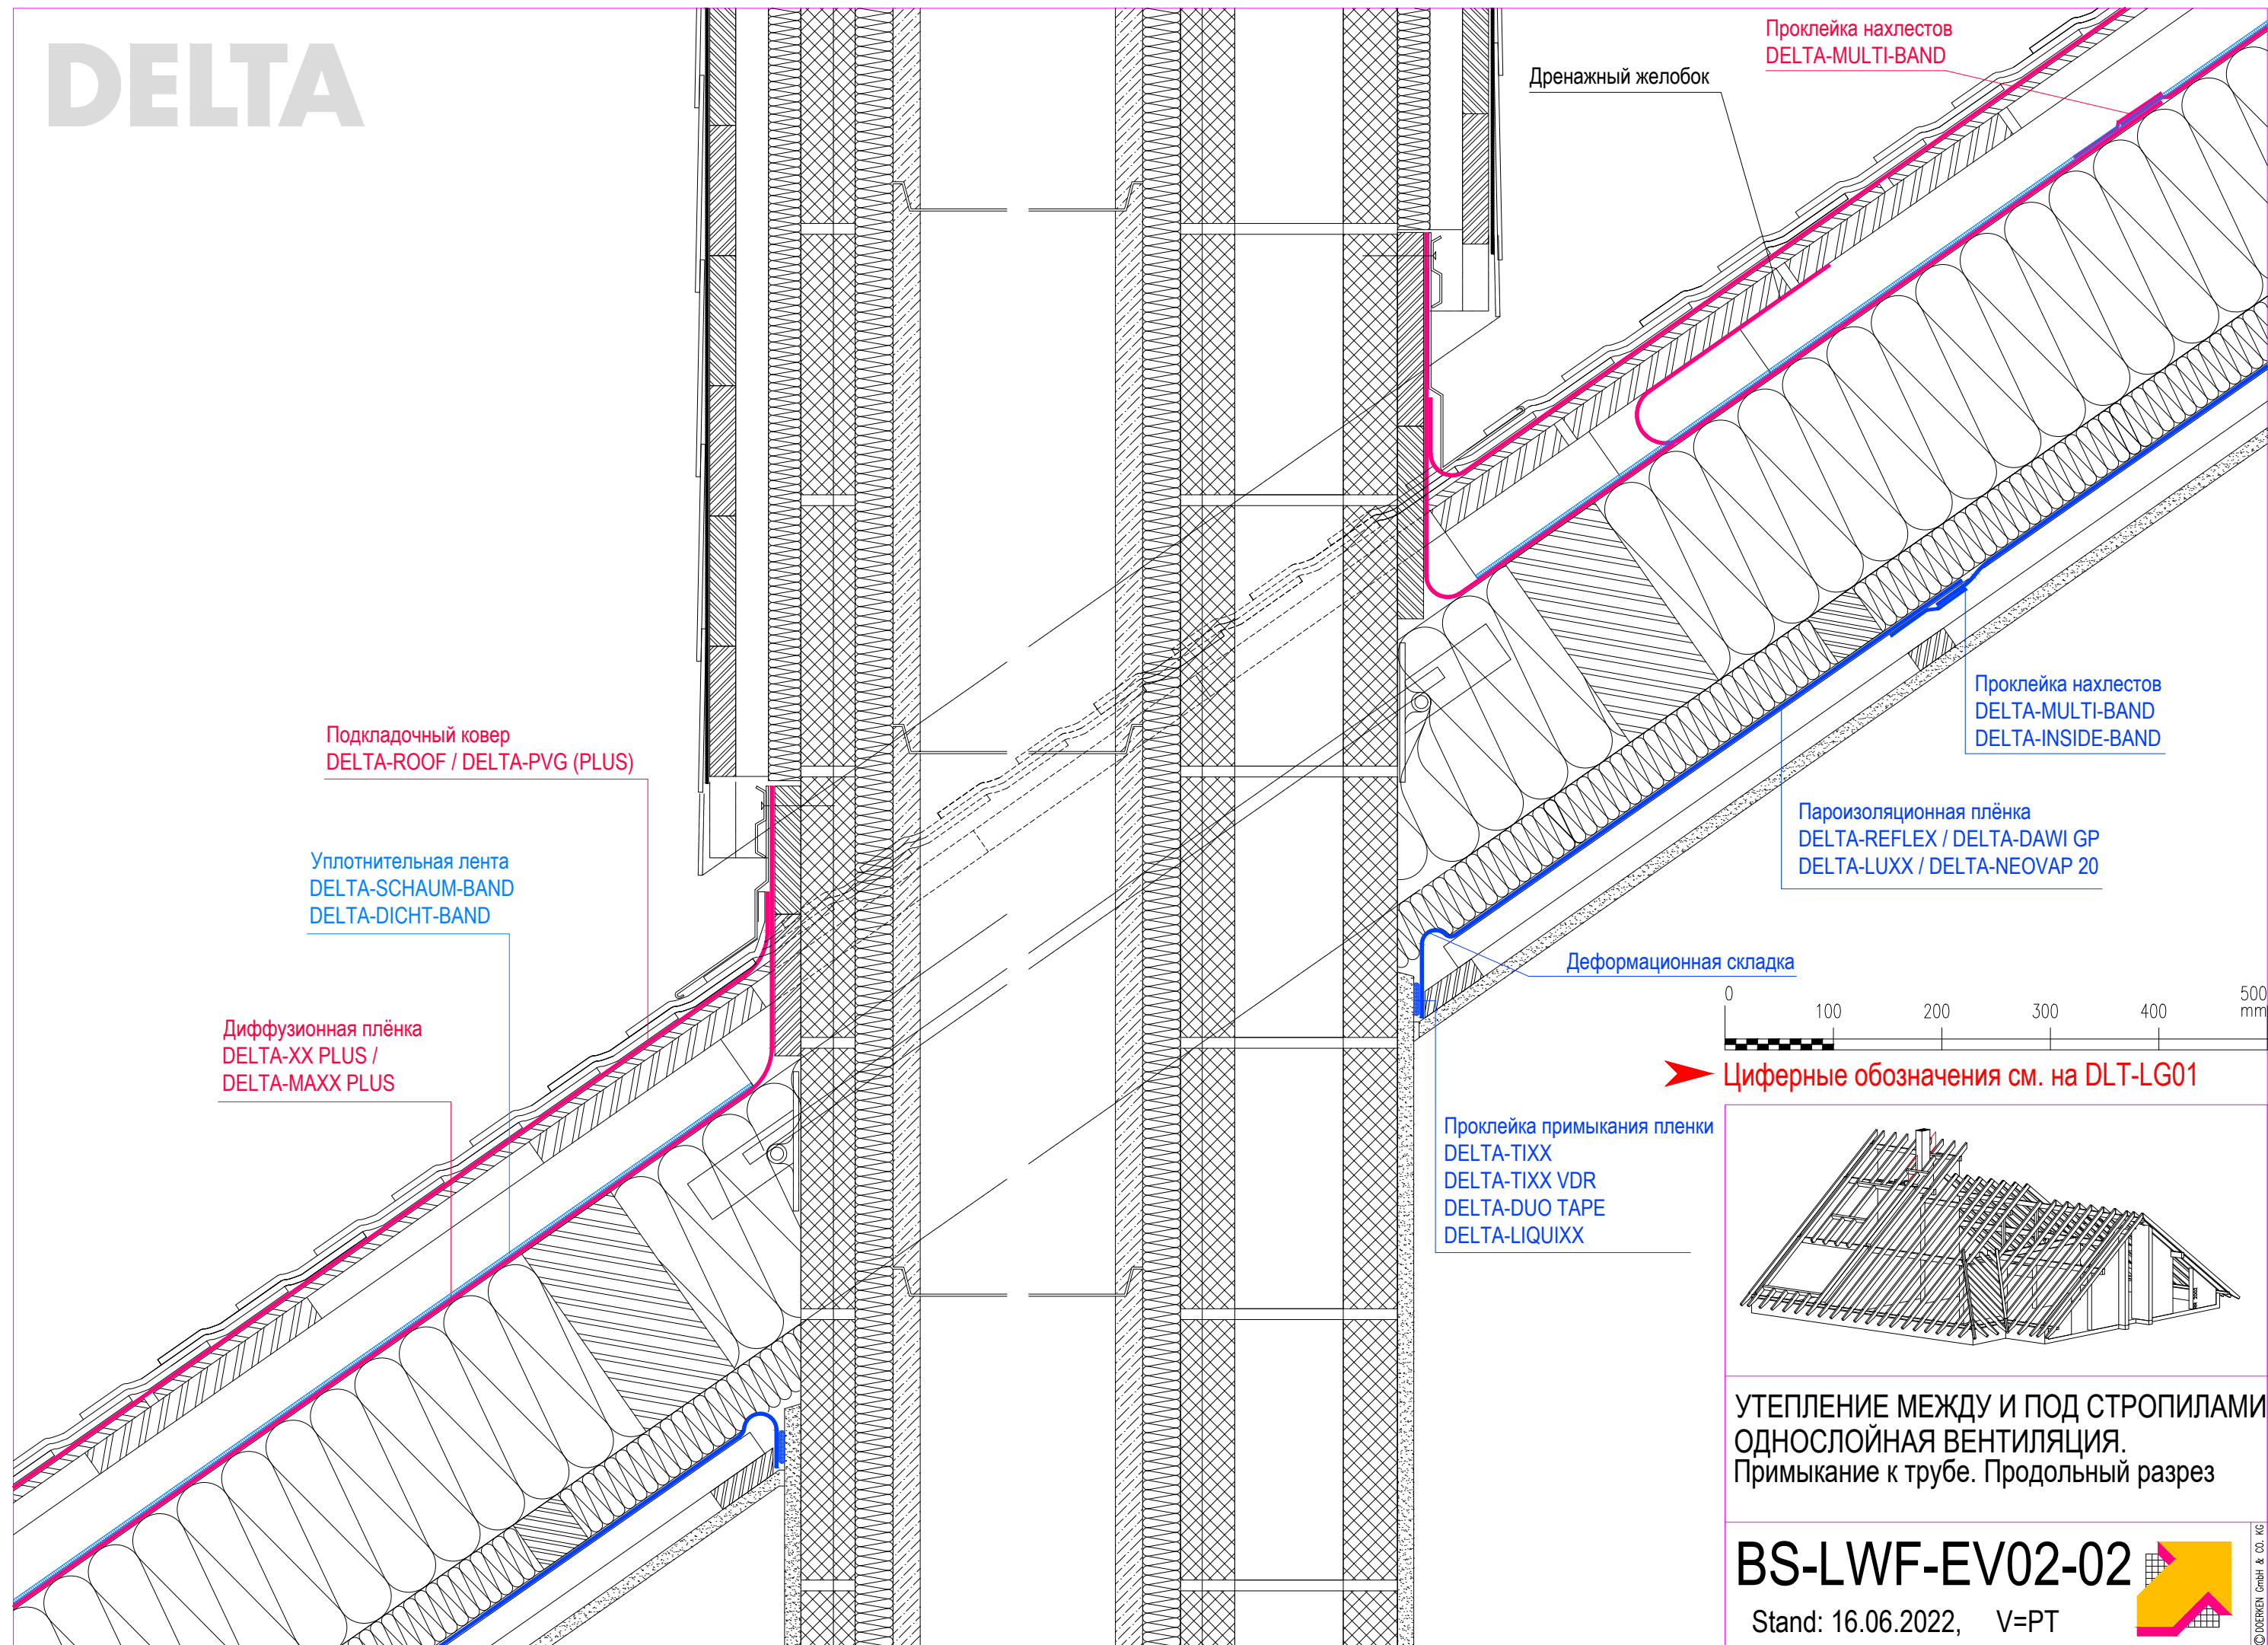 DELTA
Проклейка нахлестов
DELTA-MULTI-BAND
Дренажный желобок
Подкладочный ковер
DELTA-ROOF / DELTA-PVG (PLUS)
Уплотнительная лента
DELTA-SCHAUM-BAND
DELTA-DICHT-BAND
Диффузионная плёнка
DELTA-XX PLUS /
DELTA-MAXX PLUS
Проклейка нахлестов
DELTA-MULTI-BAND
DELTA-INSIDE-BAND
Пароизоляционная плёнка
DELTA-REFLEX / DELTA-DAWI GP
DELTA-LUXX / DELTA-NEOVAP 20
Деформационная складка
0 100 200 300 400 500
mm
Циферные обозначения см. на DLT-LG01
Проклейка примыкания пленки
DELTA-TIXX
DELTA-TIXX VDR
DELTA-DUO TAPE
DELTA-LIQUIXX
УТЕПЛЕНИЕ МЕЖДУ И ПОД СТРОПИЛАМИ
ОДНОСЛОЙНАЯ ВЕНТИЛЯЦИЯ.
Примыкание к трубе. Продольный разрез
BS-LWF-EV02-02
Stand: 16.06.2022, V=PT
© DOERKEN GmbH & CO. KG